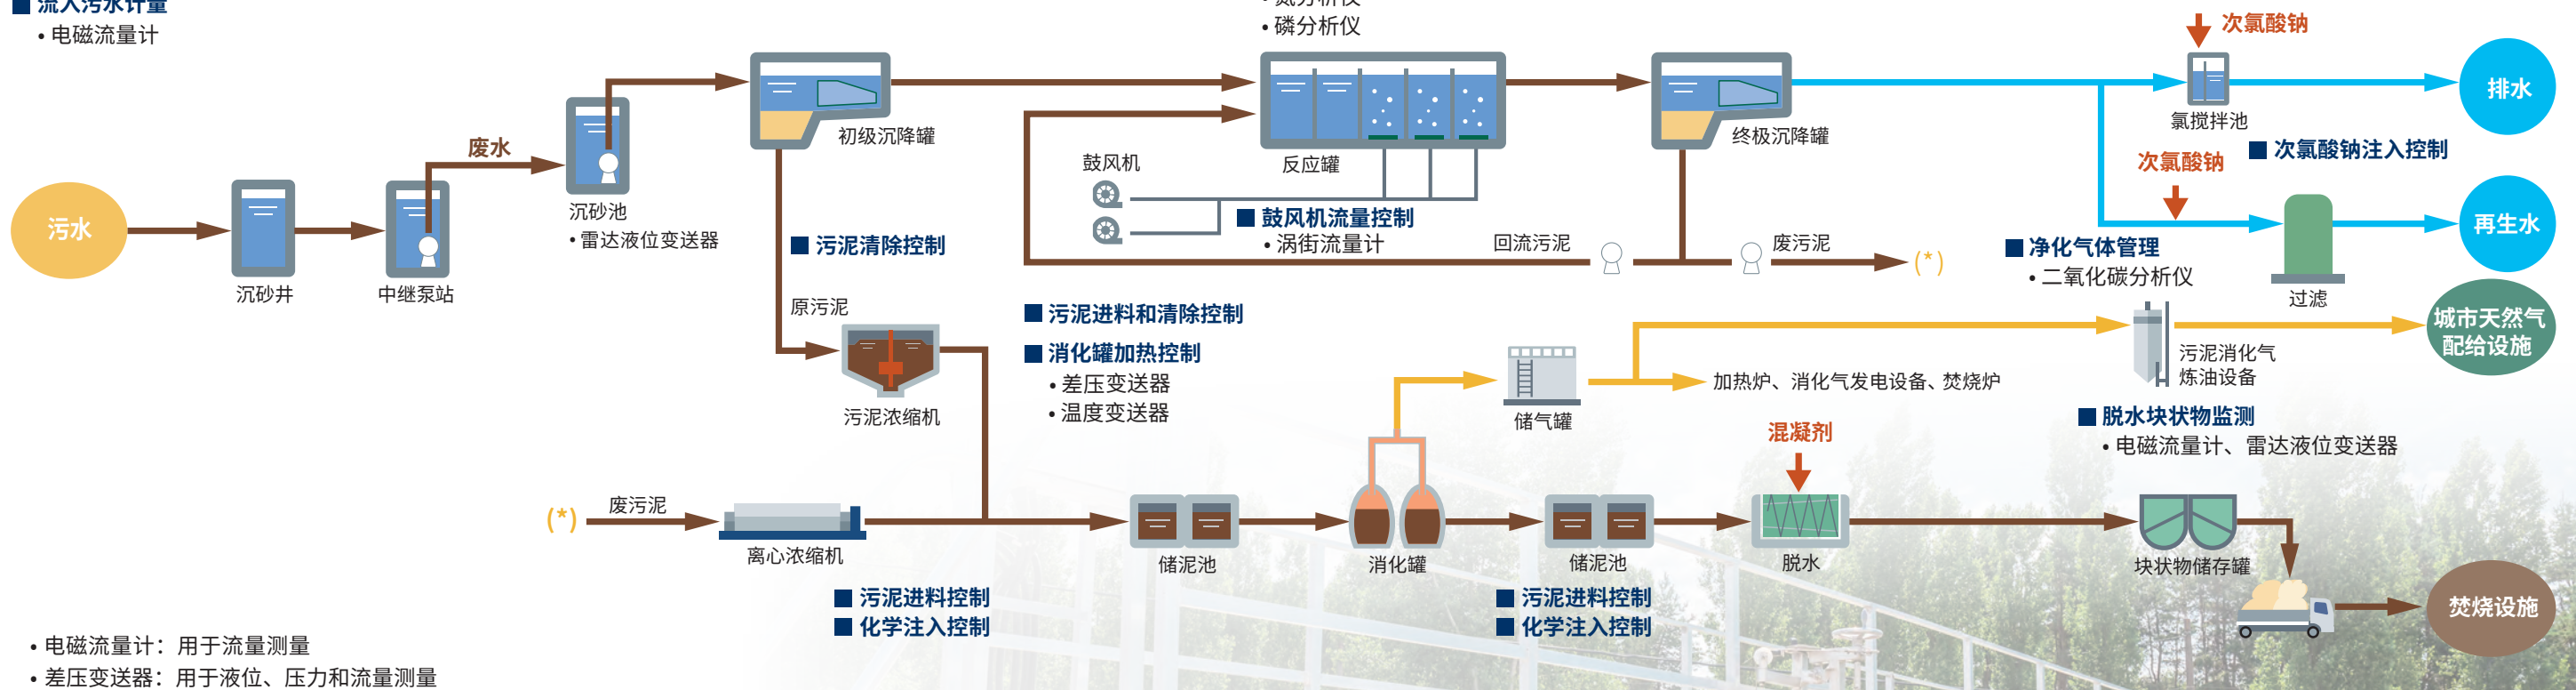 流入污水计量
• 电磁流量计
• 氮分析仪
• 磷分析仪
次氯酸钠
排水
氯搅拌池
次氯酸钠注入控制
次氯酸钠
再生水
过滤
初级沉降罐
反应罐
终极沉降罐
鼓风机
鼓风机流量控制
• 涡街流量计
回流污泥
废污泥
(*)
废水
沉砂池
• 雷达液位变送器
污水
沉砂井
中继泵站
污泥清除控制
原污泥
污泥浓缩机
净化气体管理
• 二氧化碳分析仪
城市天然气
配给设施
污泥消化气
炼油设备
污泥进料和清除控制
消化罐加热控制
• 差压变送器
• 温度变送器
储气罐
加热炉、消化气发电设备、焚烧炉
脱水块状物监测
• 电磁流量计、雷达液位变送器
混凝剂
(*)
废污泥
离心浓缩机
储泥池
消化罐
储泥池
脱水
块状物储存罐
焚烧设施
污泥进料控制
化学注入控制
污泥进料控制
化学注入控制
• 电磁流量计：用于流量测量
• 差压变送器：用于液位、压力和流量测量